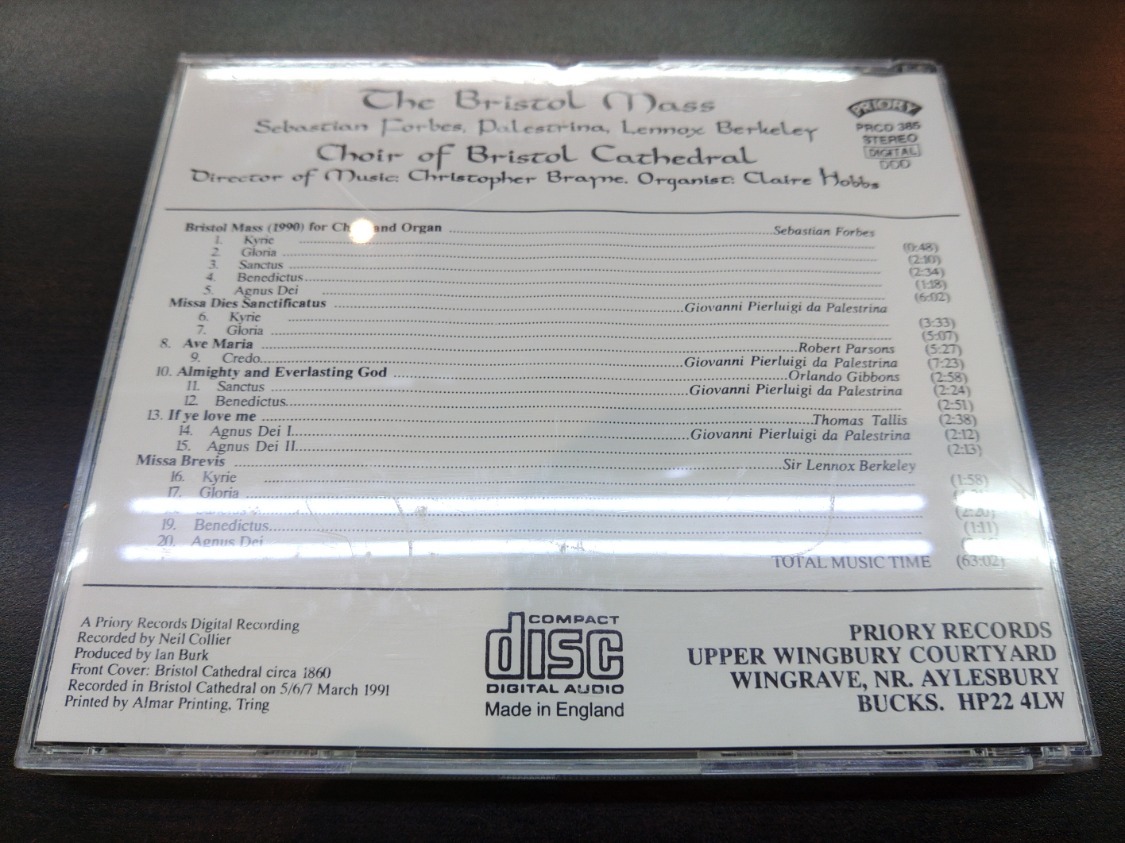 The Bristol Mass
Sebastian Forbes, Palestrina, Lennox Berkeley
Choir of Bristol Cathedral
Director of Music: Christopher Brayne. Organist: Claire Hobbs
PRIORY
PRCD 385
STEREO
DIGITAL
DDD
Bristol Mass (1990) for and Organ Sebastian Forbes
1. Kyrie (0:48)
2. Gloria (2:10)
3. Sanctus (2:34)
4. Benedictus (1:18)
5. Agnus Dei (6:02)
Missa Dies Sanctificatus Giovanni Pierluigi da Palestrina
6. Kyrie (3:33)
7. Gloria (5:07)
8. Ave Maria Robert Parsons (5:27)
9. Credo Giovanni Pierluigi da Palestrina (7:23)
10. Almighty and Everlasting God Orlando Gibbons (2:58)
11. Sanctus Giovanni Pierluigi da Palestrina (2:24)
12. Benedictus (2:51)
13. If ye love me Thomas Tallis (2:38)
14. Agnus Dei I Giovanni Pierluigi da Palestrina (2:12)
15. Agnus Dei II (2:13)
Missa Brevis Sir Lennox Berkeley
16. Kyrie (1:58)
17. Gloria
(2:20)
19. Benedictus (1:11)
20. Agnus Dei
TOTAL MUSIC TIME (63:02)
A Priory Records Digital Recording
Recorded by Neil Collier
Produced by Ian Burk
Front Cover: Bristol Cathedral circa 1860
Recorded in Bristol Cathedral on 5/6/7 March 1991
Printed by Almar Printing, Tring
COMPACT
disc
DIGITAL AUDIO
Made in England
PRIORY RECORDS
UPPER WINGBURY COURTYARD
WINGRAVE, NR. AYLESBURY
BUCKS. HP22 4LW